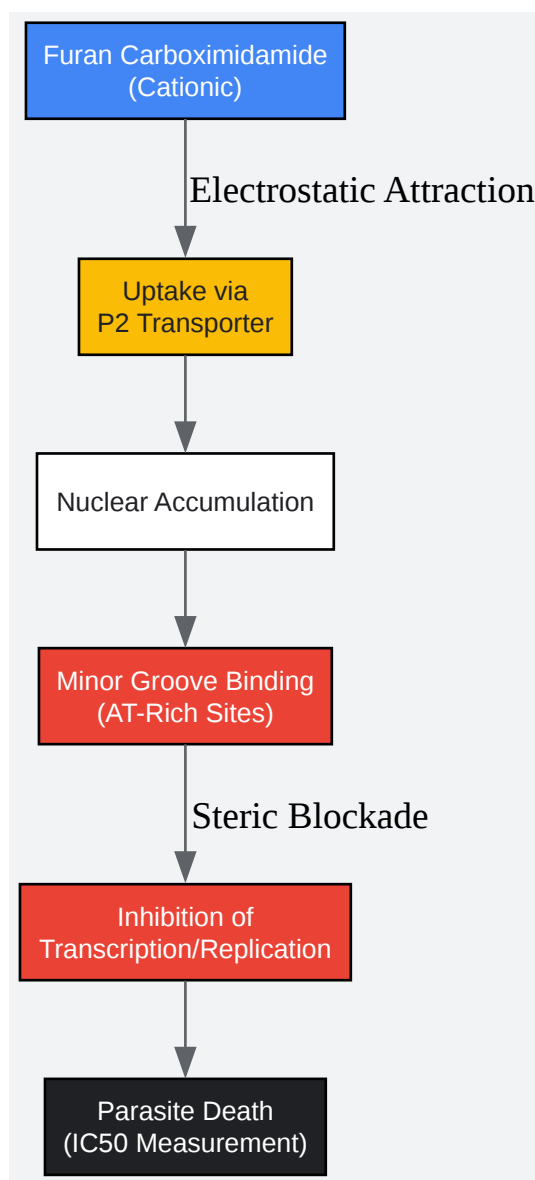 Furan Carboximidamide
(Cationic)
Electrostatic Attraction
Uptake via
P2 Transporter
Nuclear Accumulation
Minor Groove Binding
(AT-Rich Sites)
Steric Blockade
Inhibition of
Transcription/Replication
Parasite Death
(IC50 Measurement)